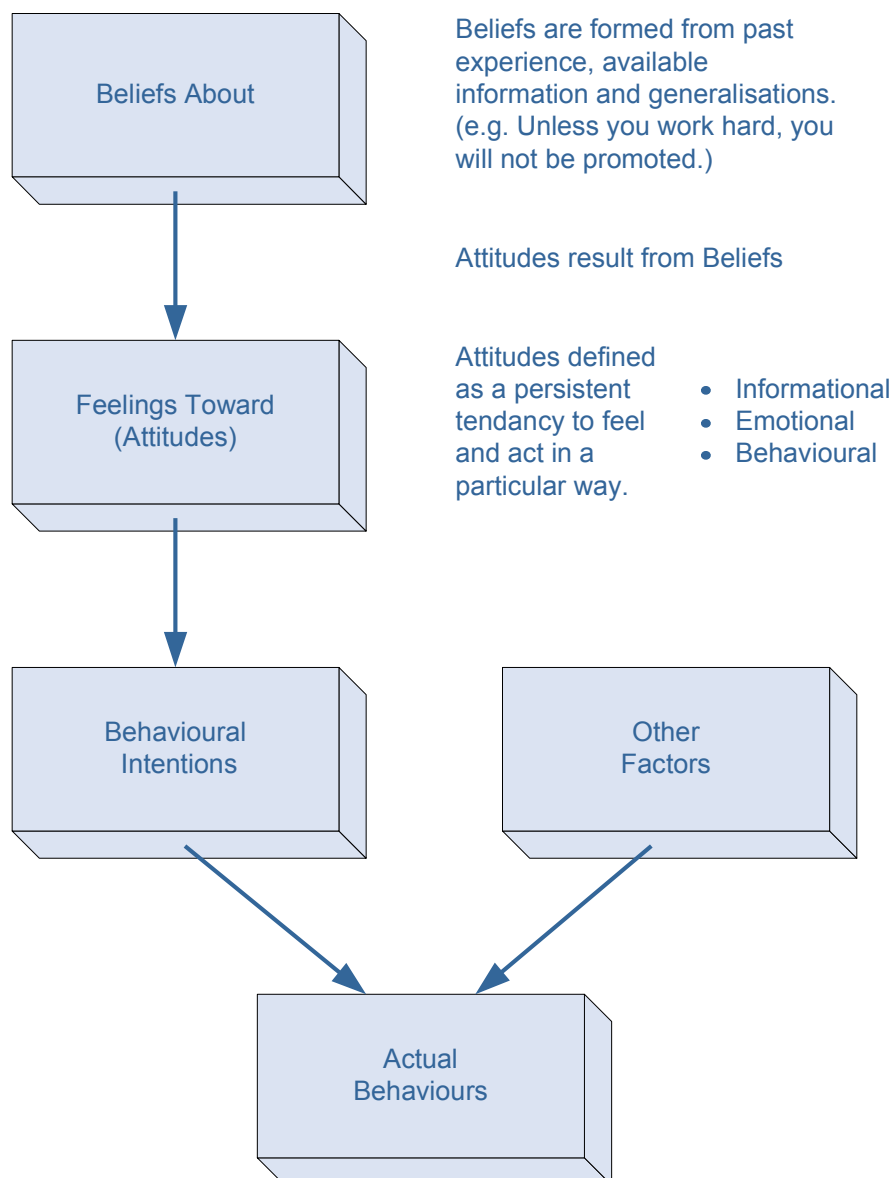 Beliefs About
Beliefs are formed from past
experience, available
information and generalisations.
(e.g. Unless you work hard, you
will not be promoted.)
Attitudes result from Beliefs
Feelings Toward
(Attitudes)
Attitudes defined
as a persistent
tendancy to feel
and act in a
particular way.
• Informational
• Emotional
• Behavioural
Behavioural
Intentions
Other
Factors
Actual
Behaviours